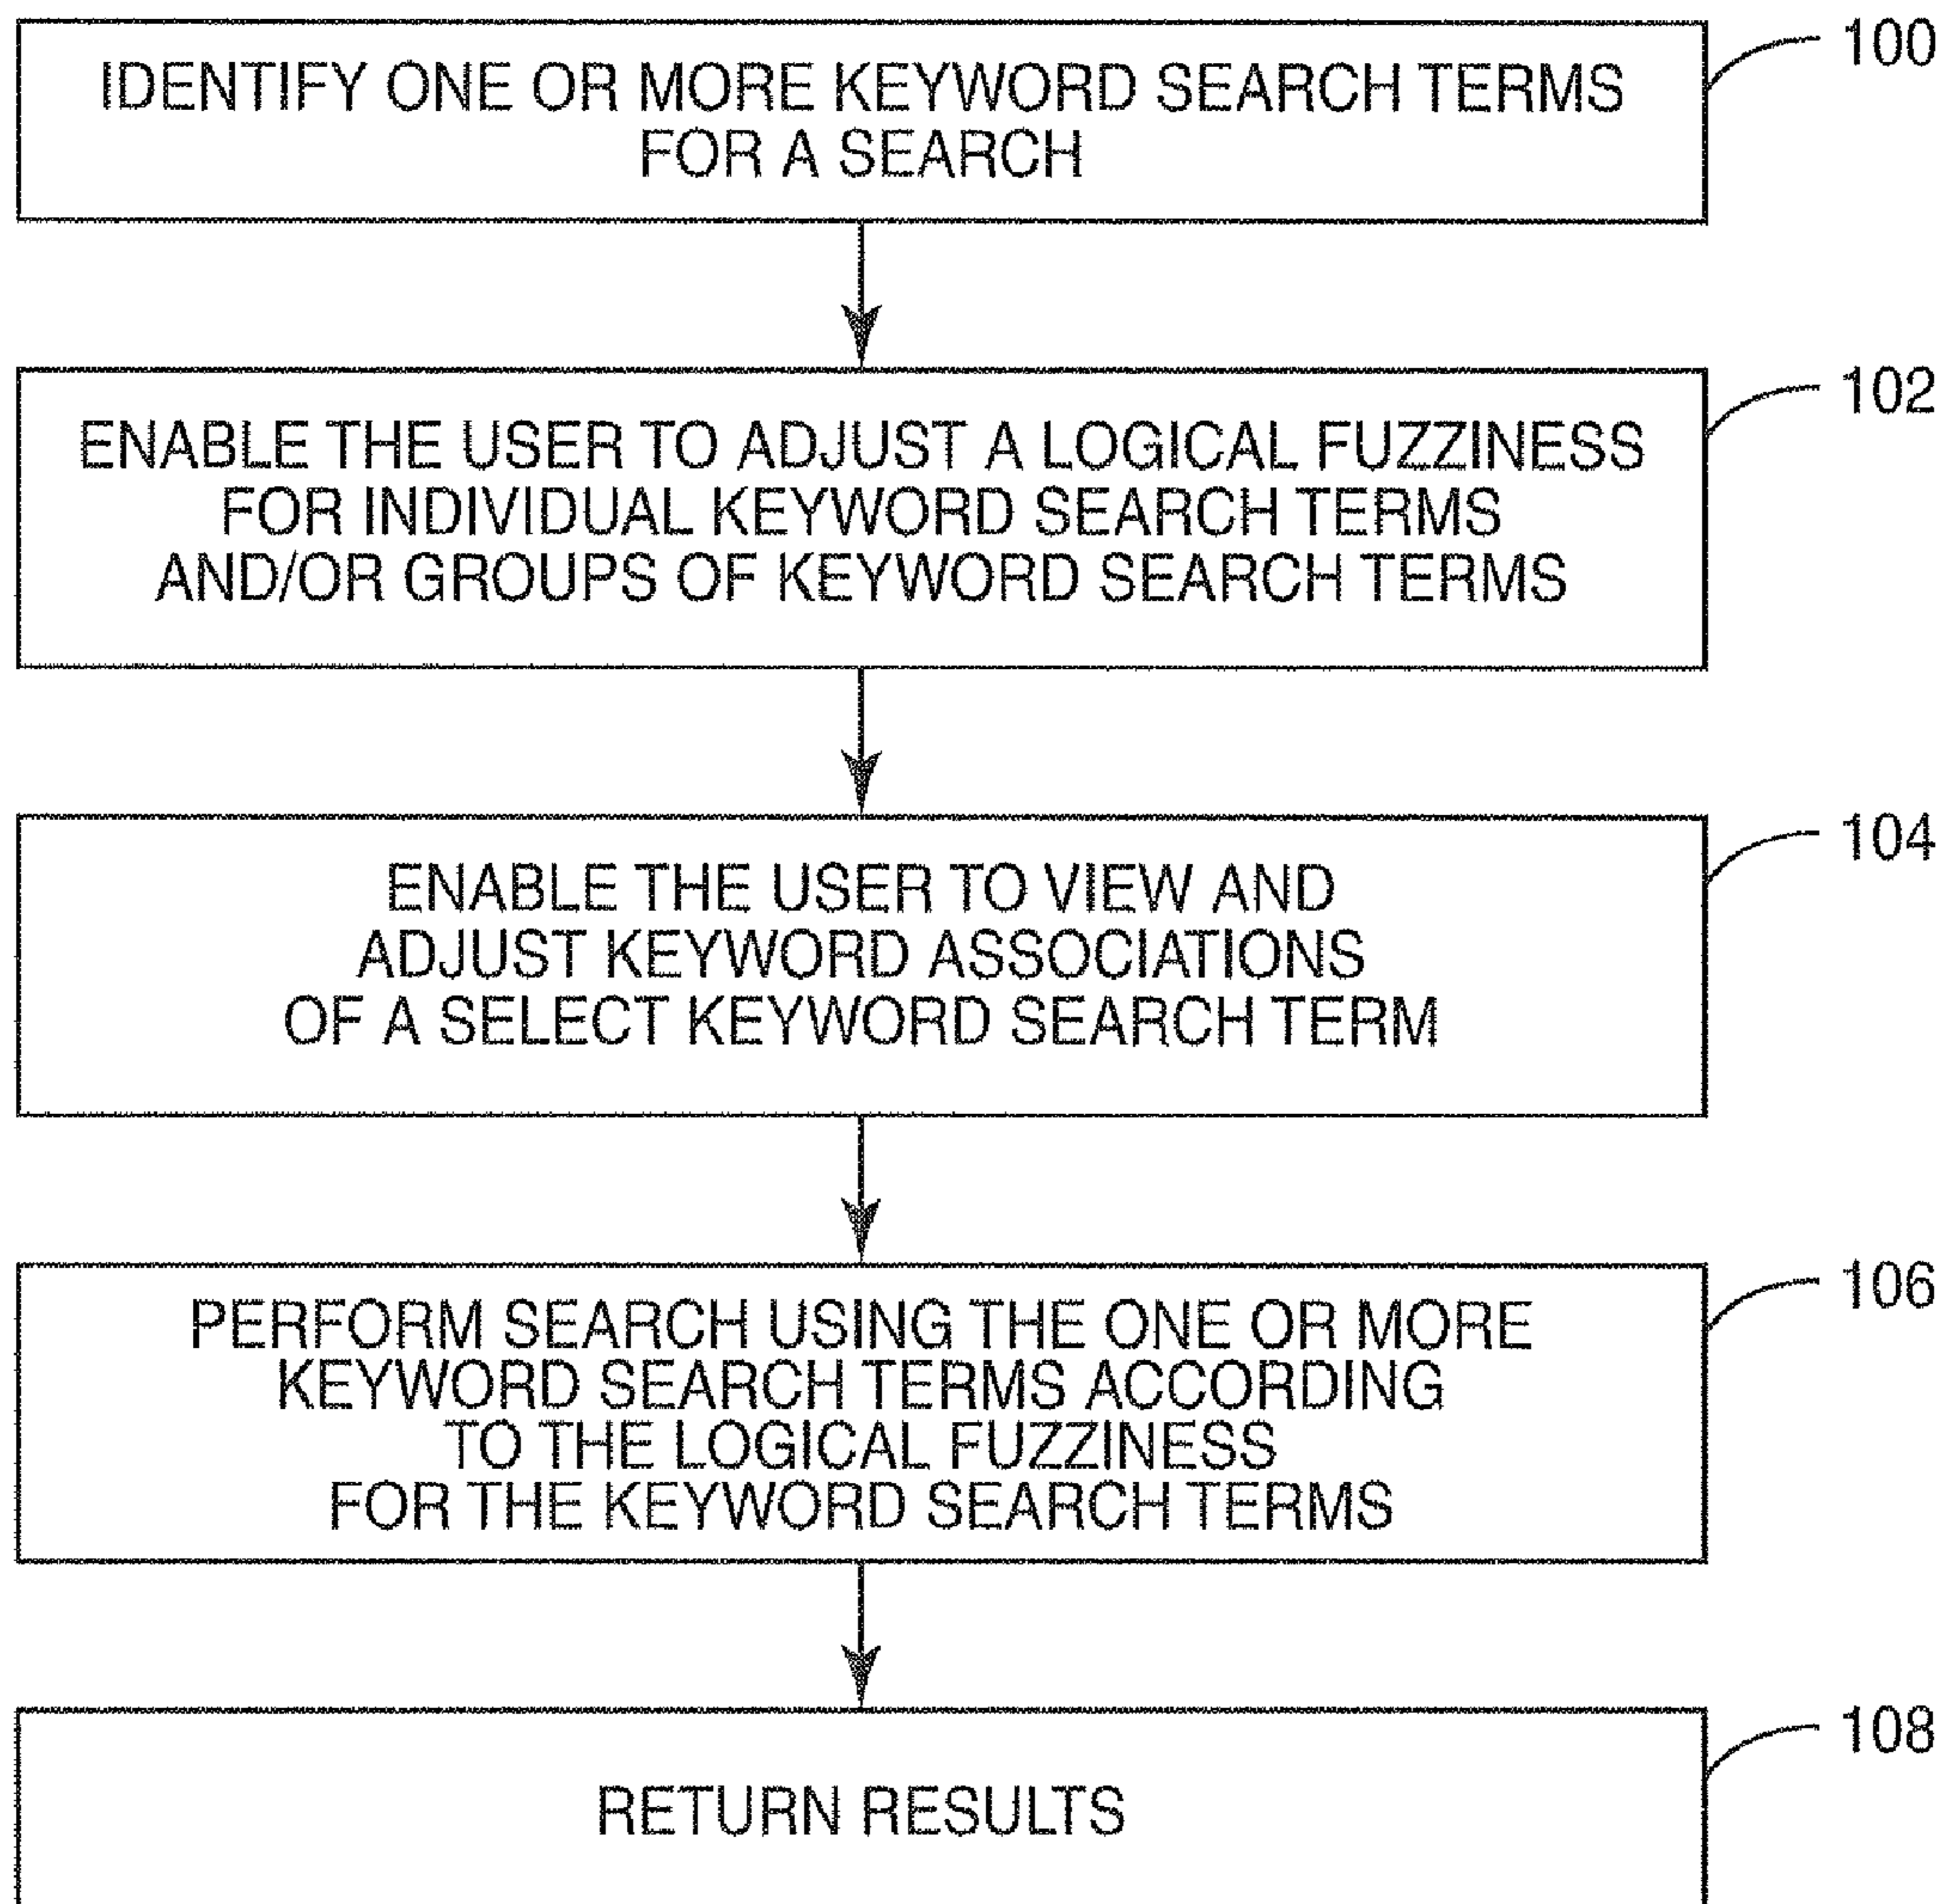 IDENTIFY ONE OR MORE KEYWORD SEARCH TERMS
FOR A SEARCH
100
ENABLE THE USER TO ADJUST A LOGICAL FUZZINESS
FOR INDIVIDUAL KEYWORD SEARCH TERMS
AND/OR GROUPS OF KEYWORD SEARCH TERMS
102
ENABLE THE USER TO VIEW AND
ADJUST KEYWORD ASSOCIATIONS
OF A SELECT KEYWORD SEARCH TERM
104
PERFORM SEARCH USING THE ONE OR MORE
KEYWORD SEARCH TERMS ACCORDING
TO THE LOGICAL FUZZINESS
FOR THE KEYWORD SEARCH TERMS
106
RETURN RESULTS
108